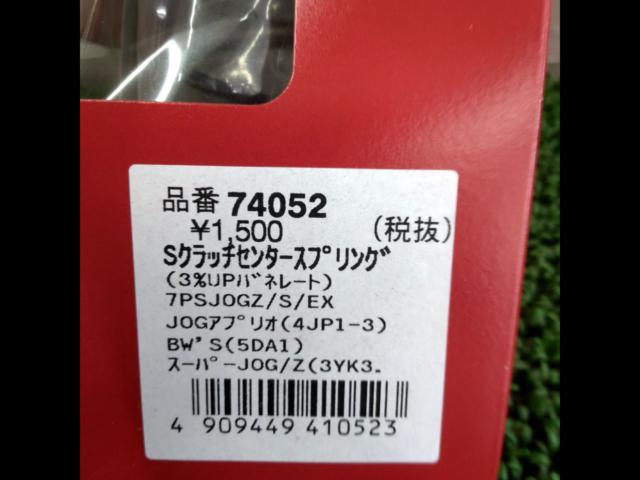 品番 74052
¥1,500 (税抜)
Sクラッチセンタースプリング
(3%UPバネレート)
7PSJOGZ/S/EX
JOGアプリオ(4JP1-3)
BW'S(5DA1)
スーパーJOG/Z(3YK3.
4 909449 410523